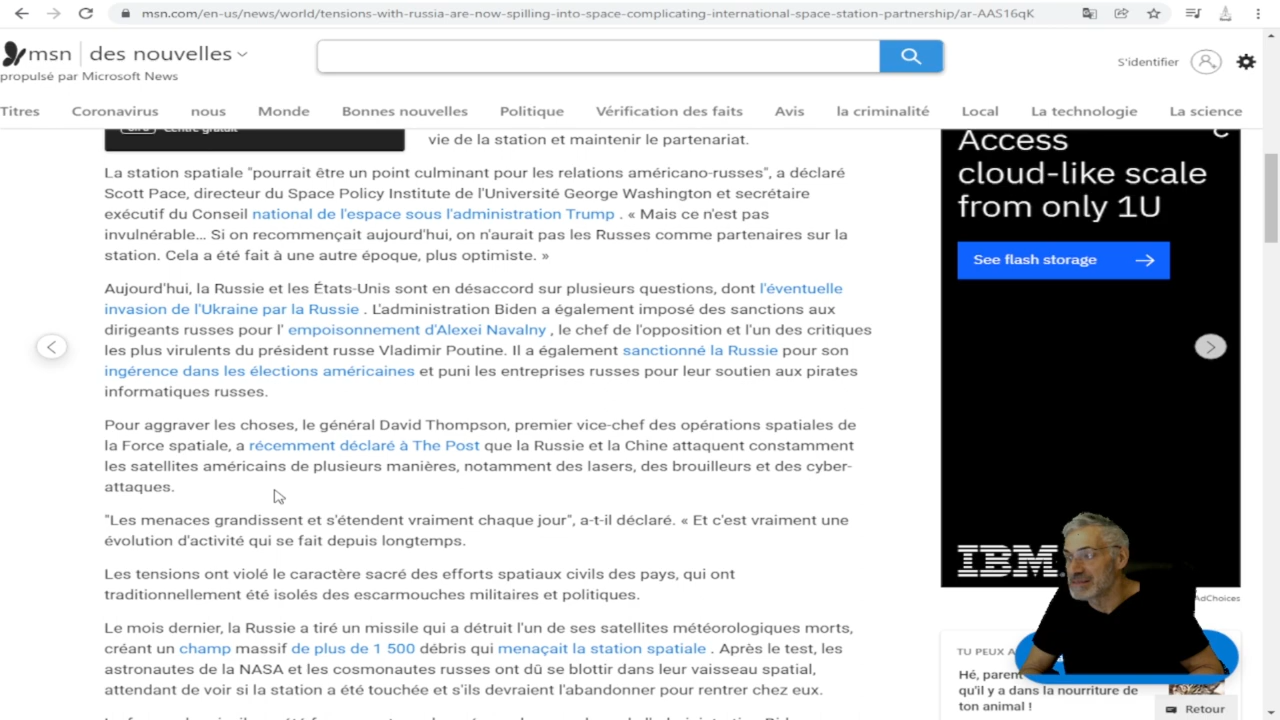 msn.com/en-us/news/world/tensions-with-russia-are-now-spilling-into-space-complicating-international-space-station-partnership/ar-AAS16qK
msn | des nouvelles
propulsé par Microsoft News
S'identifier
Titres Coronavirus nous Monde Bonnes nouvelles Politique Vérification des faits Avis la criminalité Local La technologie La science
vie de la station et maintenir le partenariat.
La station spatiale "pourrait être un point culminant pour les relations américano-russes", a déclaré
Scott Pace, directeur du Space Policy Institute de l'Université George Washington et secrétaire
exécutif du Conseil national de l'espace sous l'administration Trump . « Mais ce n'est pas
invulnérable... Si on recommençait aujourd'hui, on n'aurait pas les Russes comme partenaires sur la
station. Cela a été fait à une autre époque, plus optimiste. »
Aujourd'hui, la Russie et les États-Unis sont en désaccord sur plusieurs questions, dont l'éventuelle
invasion de l'Ukraine par la Russie . L'administration Biden a également imposé des sanctions aux
dirigeants russes pour l' empoisonnement d'Alexei Navalny , le chef de l'opposition et l'un des critiques
les plus virulents du président russe Vladimir Poutine. Il a également sanctionné la Russie pour son
ingérence dans les élections américaines et puni les entreprises russes pour leur soutien aux pirates
informatiques russes.
Pour aggraver les choses, le général David Thompson, premier vice-chef des opérations spatiales de
la Force spatiale, a récemment déclaré à The Post que la Russie et la Chine attaquent constamment
les satellites américains de plusieurs manières, notamment des lasers, des brouilleurs et des cyber-
attaques.
"Les menaces grandissent et s'étendent vraiment chaque jour", a-t-il déclaré. « Et c'est vraiment une
évolution d'activité qui se fait depuis longtemps.
Les tensions ont violé le caractère sacré des efforts spatiaux civils des pays, qui ont
traditionnellement été isolés des escarmouches militaires et politiques.
Le mois dernier, la Russie a tiré un missile qui a détruit l'un de ses satellites météorologiques morts,
créant un champ massif de plus de 1 500 débris qui menaçait la station spatiale . Après le test, les
astronautes de la NASA et les cosmonautes russes ont dû se blottir dans leur vaisseau spatial,
attendant de voir si la station a été touchée et s'ils devraient l'abandonner pour rentrer chez eux.
Access
cloud-like scale
from only 1U
See flash storage
IBM
AdChoices
TU PEUX A
Hé, paren
qu'il y a dans la nourriture de
ton animal !
Retour